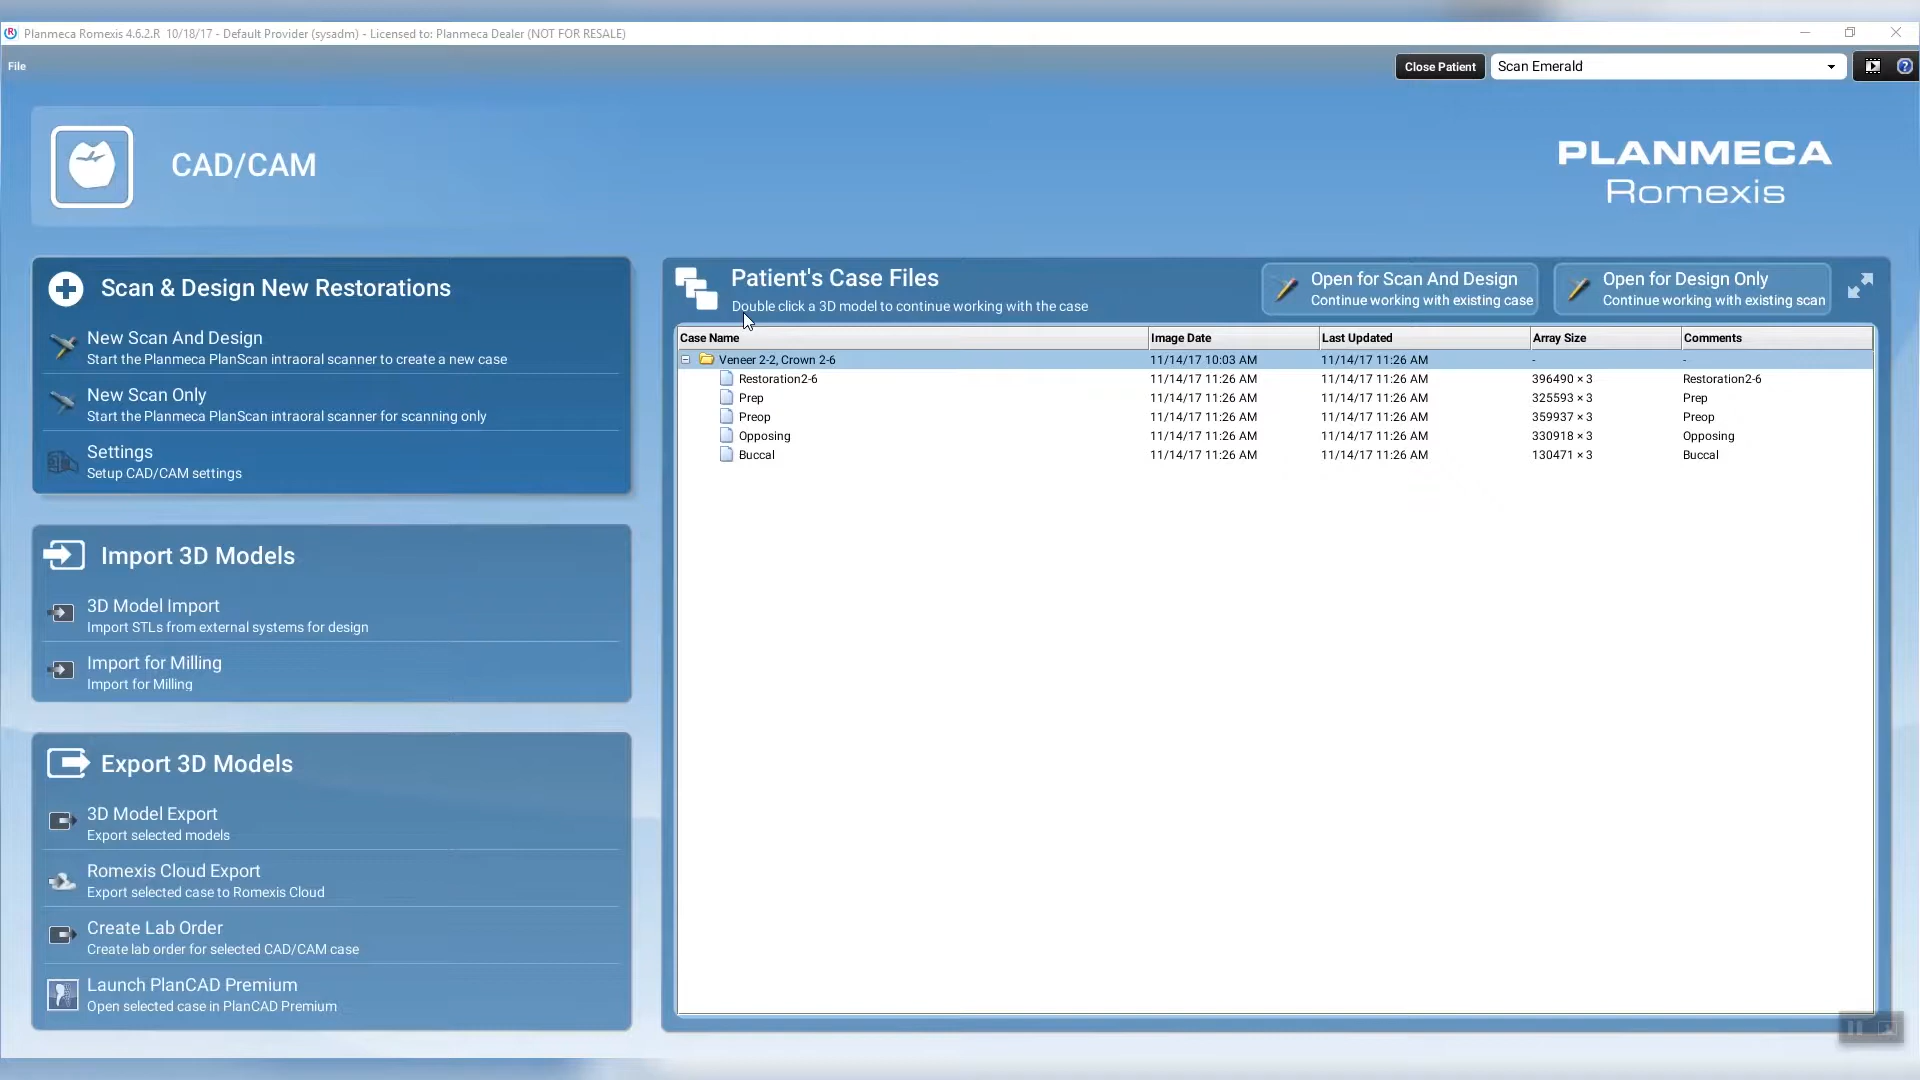 Planmeca Romexis 4.6.2.R 10/18/17 - Default Provider (sysadm) - Licensed to: Planmeca Dealer (NOT FOR RESALE)
File
Close Patient
Scan Emerald
CAD/CAM
PLANMECA
Romexis
Scan & Design New Restorations
New Scan And Design
Start the Planmeca PlanScan intraoral scanner to create a new case
New Scan Only
Start the Planmeca PlanScan intraoral scanner for scanning only
Settings
Setup CAD/CAM settings
Import 3D Models
3D Model Import
Import STLs from external systems for design
Import for Milling
Import for Milling
Export 3D Models
3D Model Export
Export selected models
Romexis Cloud Export
Export selected case to Romexis Cloud
Create Lab Order
Create lab order for selected CAD/CAM case
Launch PlanCAD Premium
Open selected case in PlanCAD Premium
Patient's Case Files
Double click a 3D model to continue working with the case
Open for Scan And Design
Continue working with existing case
Open for Design Only
Continue working with existing scan
Case Name Image Date Last Updated Array Size Comments
Veneer 2-2, Crown 2-6 11/14/17 10:03 AM 11/14/17 11:26 AM - -
Restoration2-6 11/14/17 11:26 AM 11/14/17 11:26 AM 396490 × 3 Restoration2-6
Prep 11/14/17 11:26 AM 11/14/17 11:26 AM 325593 × 3 Prep
Preop 11/14/17 11:26 AM 11/14/17 11:26 AM 359937 × 3 Preop
Opposing 11/14/17 11:26 AM 11/14/17 11:26 AM 330918 × 3 Opposing
Buccal 11/14/17 11:26 AM 11/14/17 11:26 AM 130471 × 3 Buccal